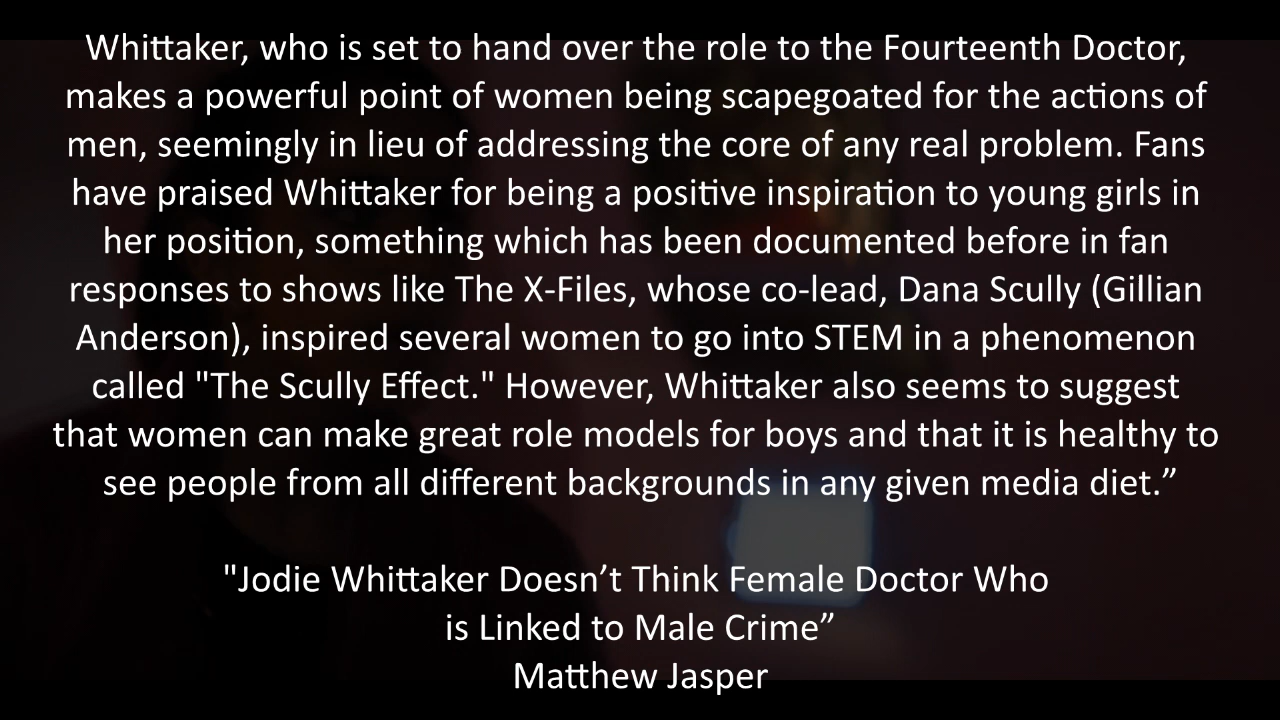 Whittaker, who is set to hand over the role to the Fourteenth Doctor,
makes a powerful point of women being scapegoated for the actions of
men, seemingly in lieu of addressing the core of any real problem. Fans
have praised Whittaker for being a positive inspiration to young girls in
her position, something which has been documented before in fan
responses to shows like The X-Files, whose co-lead, Dana Scully (Gillian
Anderson), inspired several women to go into STEM in a phenomenon
called "The Scully Effect." However, Whittaker also seems to suggest
that women can make great role models for boys and that it is healthy to
see people from all different backgrounds in any given media diet.”
"Jodie Whittaker Doesn’t Think Female Doctor Who
is Linked to Male Crime”
Matthew Jasper